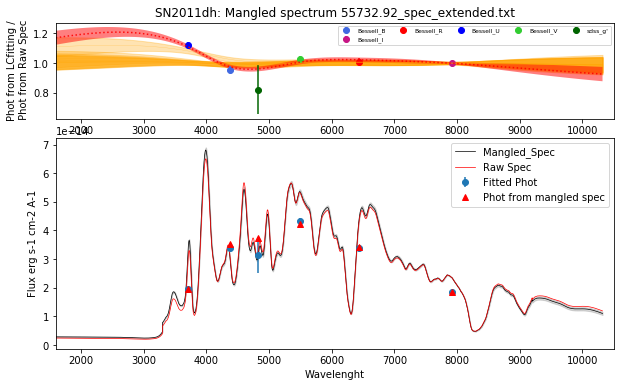 SN2011dh: Mangled spectrum 55732.92_spec_extended.txt
Phot from LCfitting /
Phot from Raw Spec
1.2
1.0
0.8
Bessell_B
Bessell_I
Bessell_R
Bessell_U
Bessell_V
sdss_g'
2000 3000 4000 5000 6000 7000 8000 9000 10000
1e−14
Flux erg s-1 cm-2 A-1
7
6
5
4
3
2
1
0
Mangled_Spec
Raw Spec
Fitted Phot
Phot from mangled spec
2000 3000 4000 5000 6000 7000 8000 9000 10000
Wavelenght